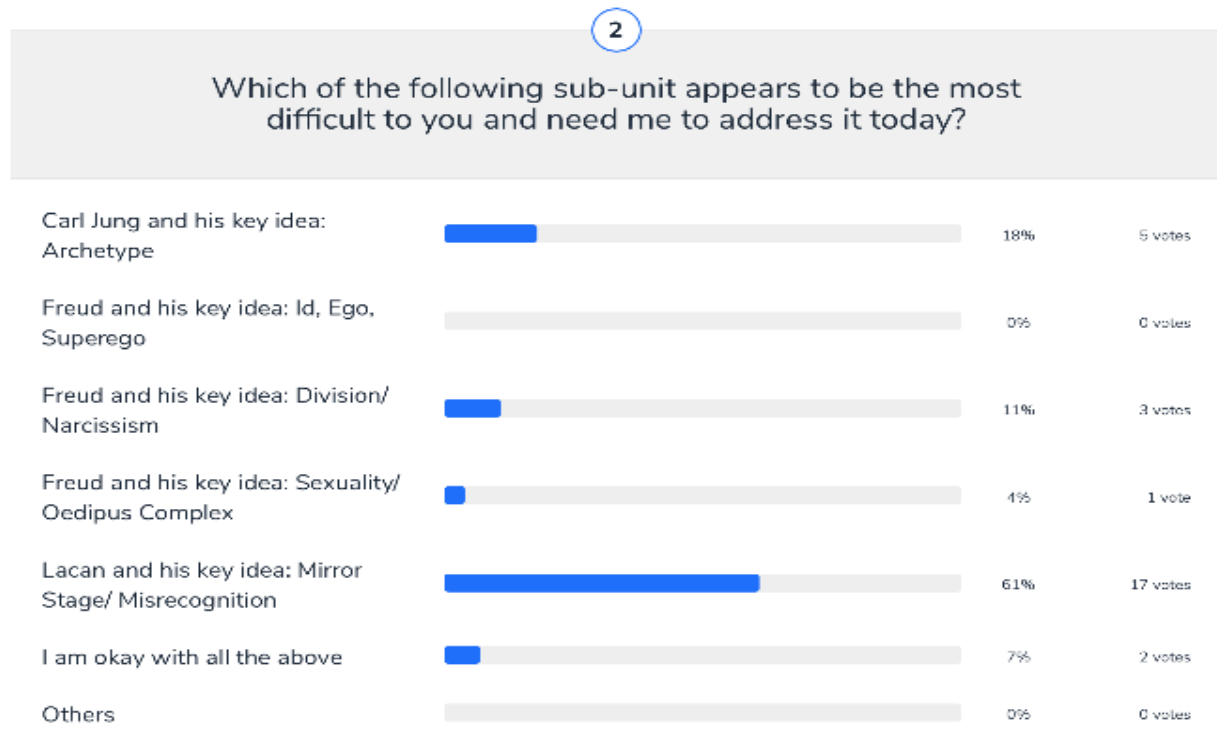 2
Which of the following sub-unit appears to be the most
difficult to you and need me to address it today?
Carl Jung and his key idea:
Archetype
18%
5 votes
Freud and his key idea: Id, Ego,
Superego
0%
0 votes
Freud and his key idea: Division/
Narcissism
11%
3 votes
Freud and his key idea: Sexuality/
Oedipus Complex
4%
1 vote
Lacan and his key idea: Mirror
Stage/ Misrecognition
61%
17 votes
I am okay with all the above
7%
2 votes
Others
0%
0 votes